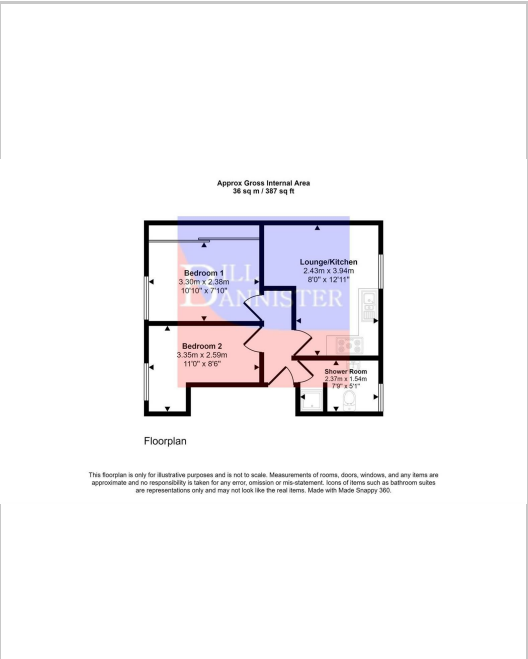 Approx Gross Internal Area
36 sq m / 387 sq ft
Bedroom 1
3.30m x 2.38m
10'10" x 7'10"
Lounge/Kitchen
2.43m x 3.94m
8'0" x 12'11"
DILL
BANNISTER
Bedroom 2
3.35m x 2.59m
11'0" x 8'6"
Shower Room
2.37m x 1.54m
7'9" x 5'1"
Floorplan
This floorplan is only for illustrative purposes and is not to scale. Measurements of rooms, doors, windows, and any items are
approximate and no responsibility is taken for any error, omission or mis-statement. Icons of items such as bathroom suites
are representations only and may not look like the real items. Made with Made Snappy 360.